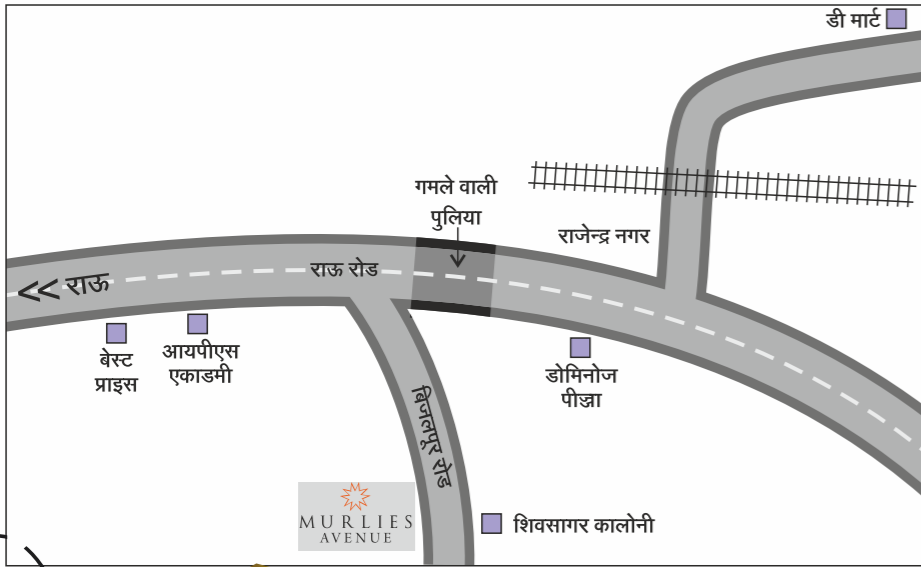 डी मार्ट
गमले वाली
पुलिया
राजेन्द्र नगर
राऊ रोड
<< राऊ
बेस्ट
प्राइस
आयपीएस
एकाडमी
डोमिनोज
पीज्जा
बिजलपूर रोड
MURLIES
AVENUE
शिवसागर कालोनी